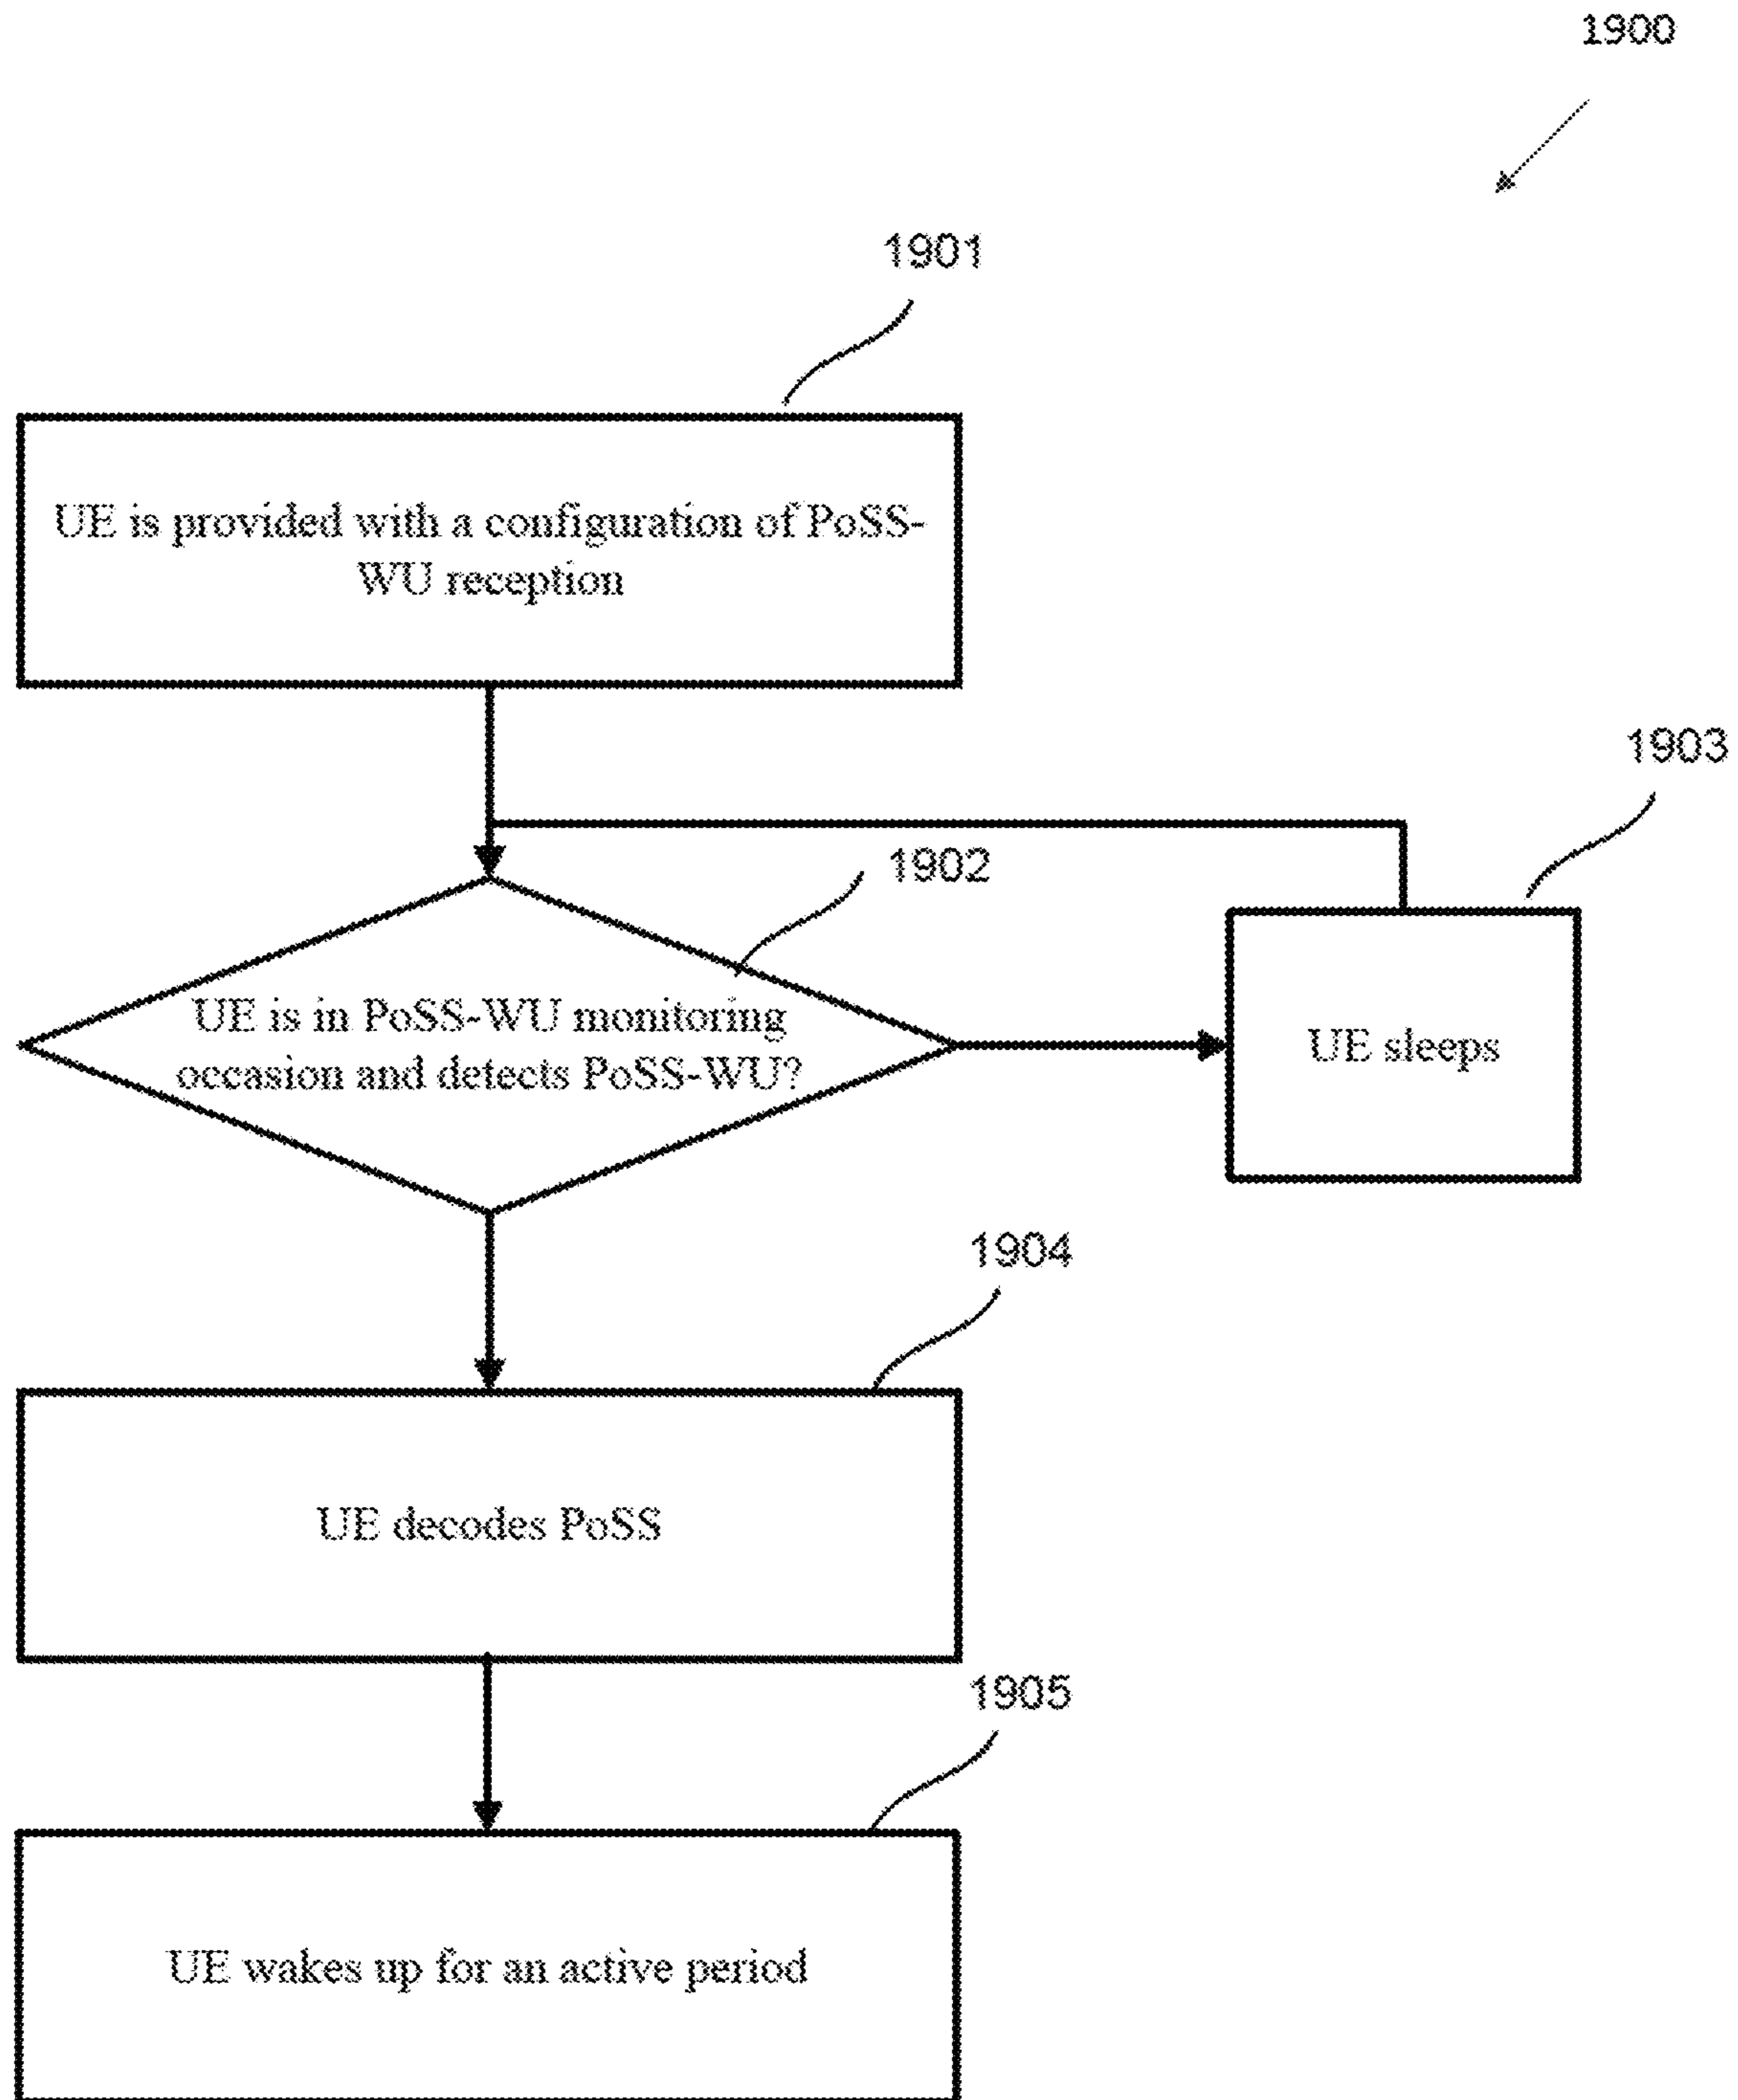 1900
1901
UE is provided with a configuration of PoSS-
WU reception
1903
1902
UE is in PoSS-WU monitoring
occasion and detects PoSS-WU?
UE sleeps
1904
UE decodes PoSS
1905
UE wakes up for an active period